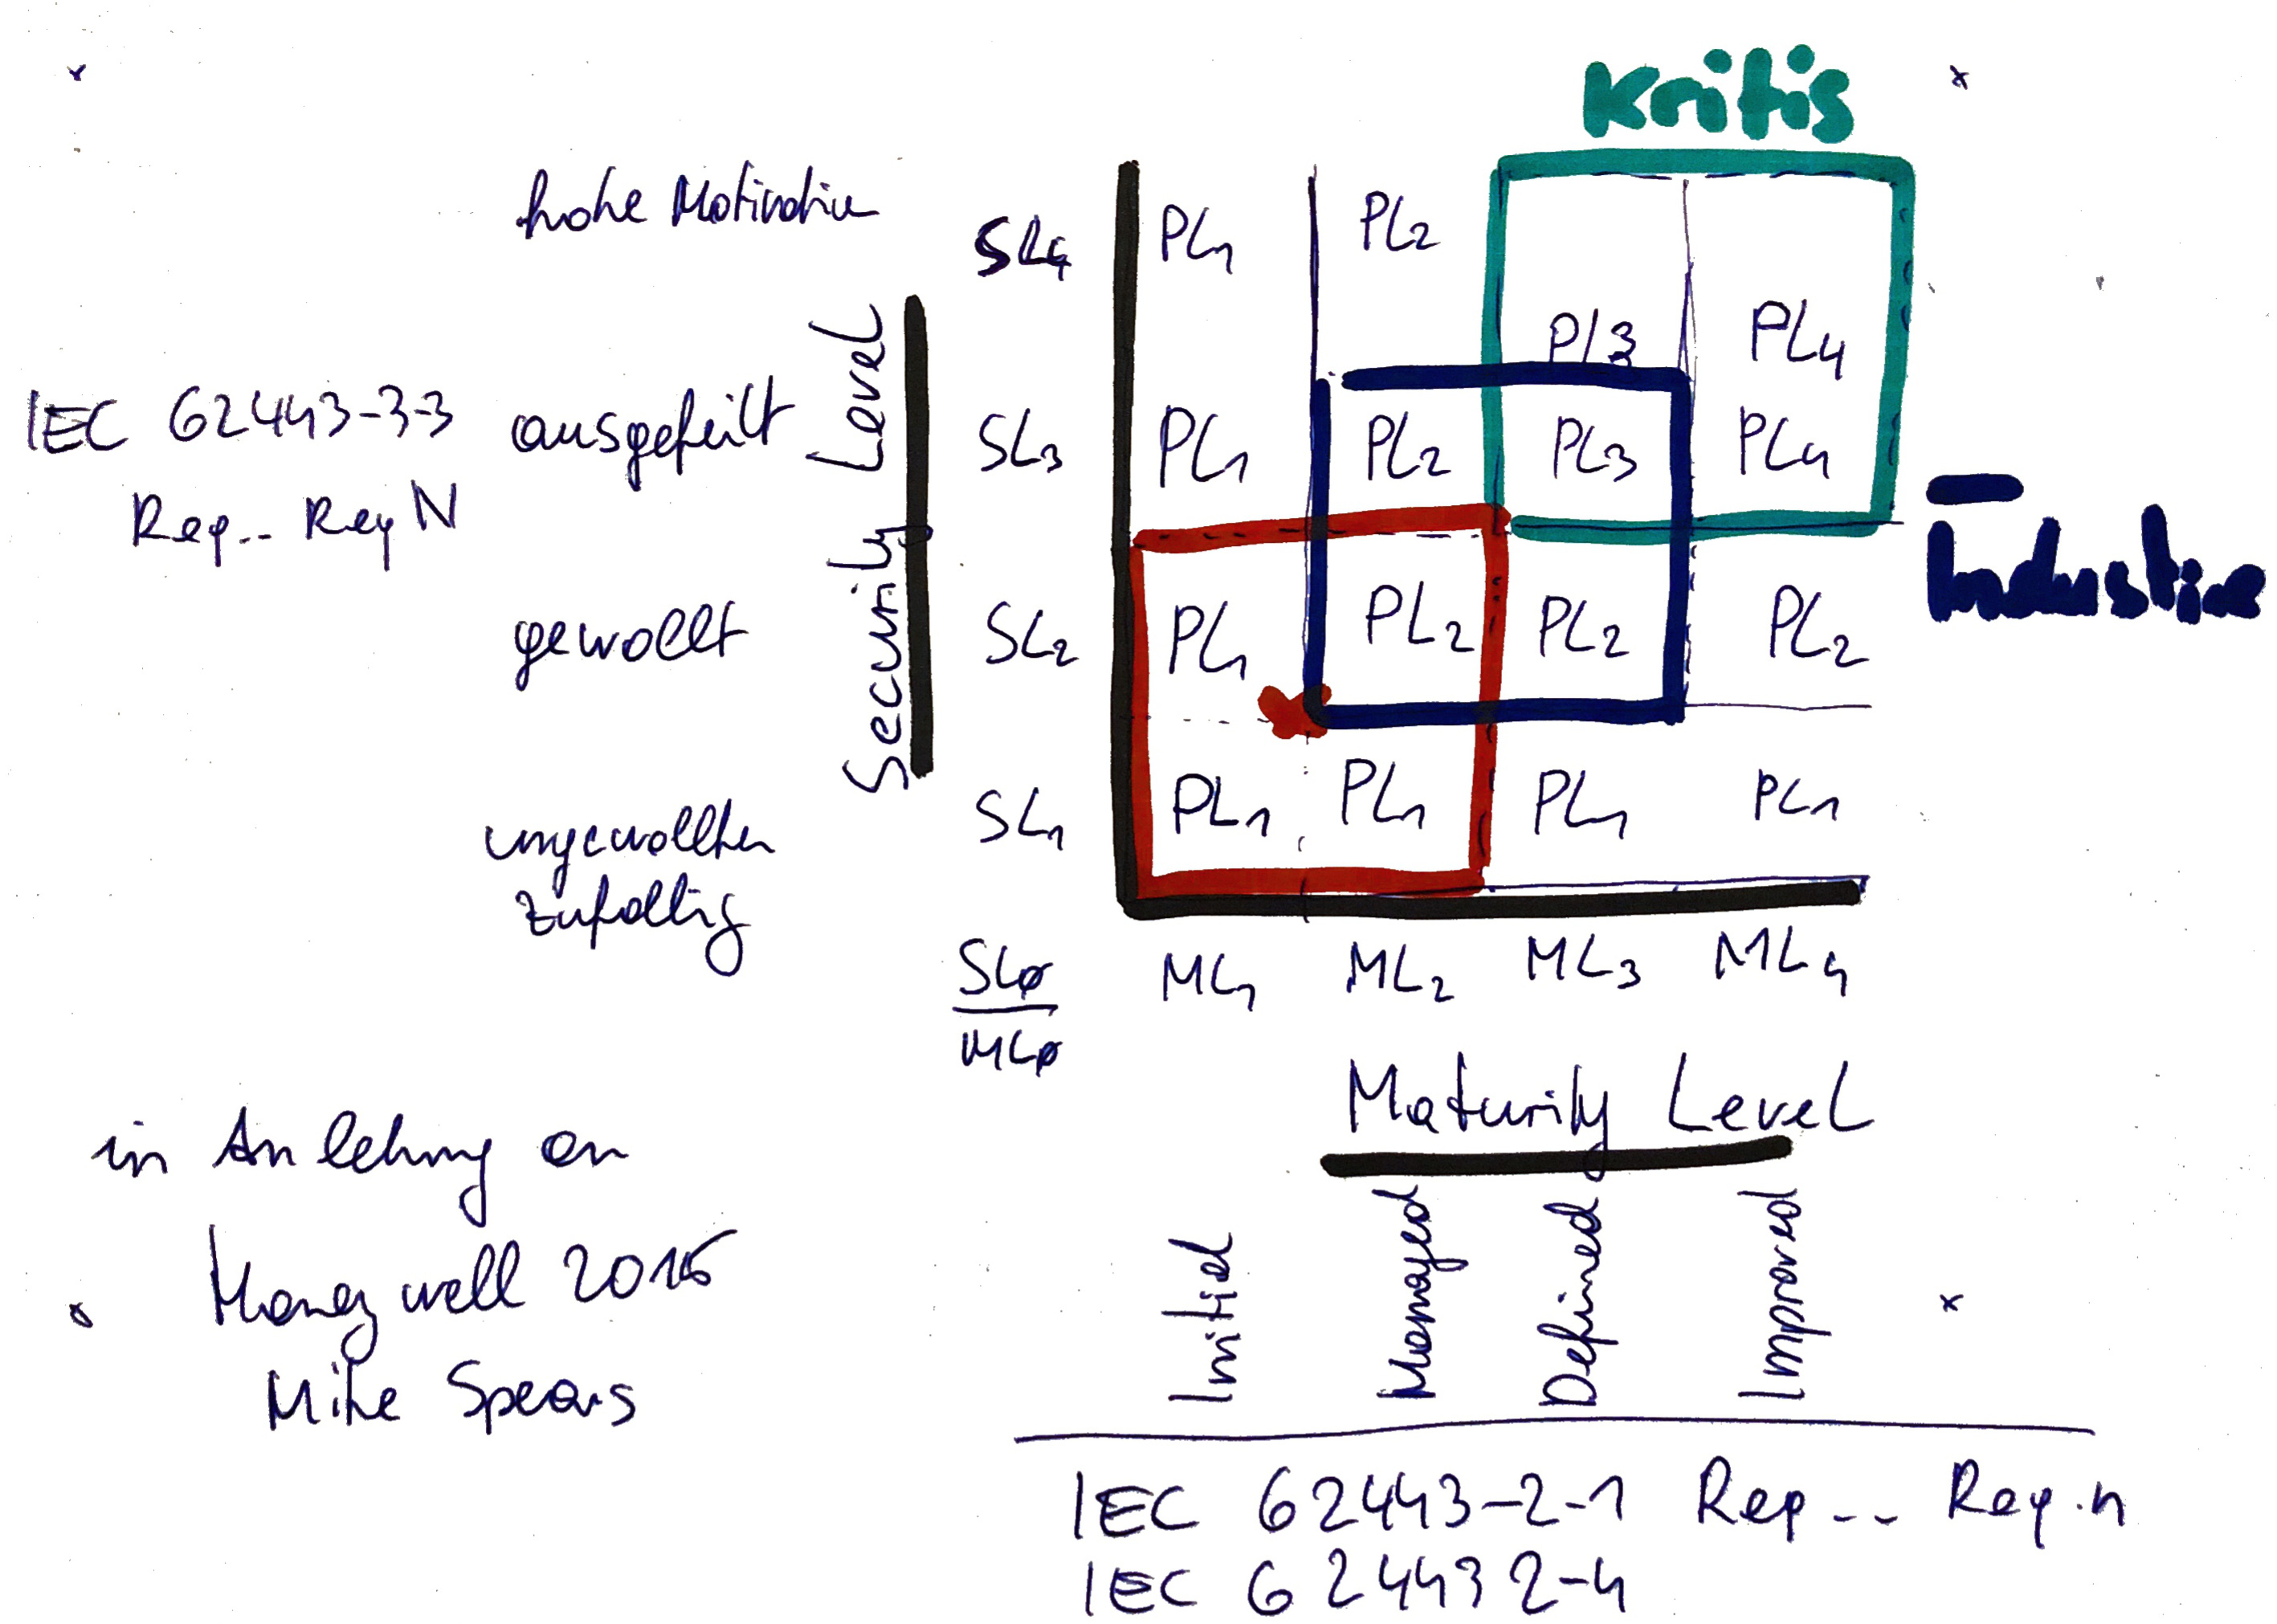 Kritis
hohe Motivation
SL4 PL1 PL2 PL3 PL4
Security Level
IEC 62443-3-3 ausgefeilt SL3 PL1 PL2 PL3 PL4
Req.. Req N
Industrie
gewollt SL2 PL1 PL2 PL2 PL2
ungewollter SL1 PL1 PL1 PL1 PL1
zufallig
SLø ML1 ML2 ML3 ML4
MLø
Maturity Level
in Anlehung an
Honeywell 2016
Mike Spears
Initial
Managed
Defined
Improved
IEC 62443-2-1 Req... Req.n
IEC 62443 2-4